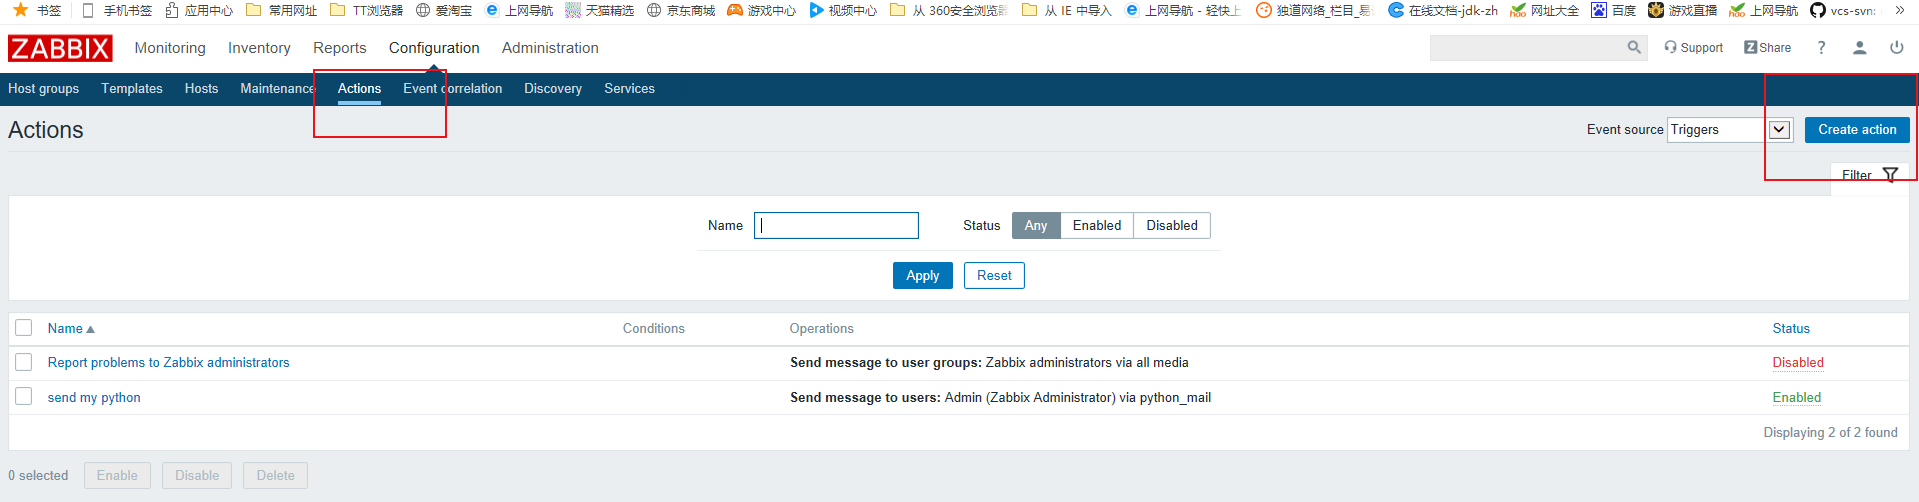 书签 手机书签 应用中心 常用网址 TT浏览器 爱淘宝 上网导航 天猫精选 京东商城 游戏中心 视频中心 从 360安全浏览器 从 IE 中导入 上网导航 - 轻快上 独道网络_栏目_易 在线文档-jdk-zh 网址大全 百度 游戏直播 上网导航 vcs-svn: »
ZABBIX Monitoring Inventory Reports Configuration Administration Support Z Share ?
Host groups Templates Hosts Maintenance Actions Event correlation Discovery Services
Actions Event source Triggers Create action
Filter
Name Status Any Enabled Disabled
Apply Reset
Name Conditions Operations Status
Report problems to Zabbix administrators Send message to user groups: Zabbix administrators via all media Disabled
send my python Send message to users: Admin (Zabbix Administrator) via python_mail Enabled
Displaying 2 of 2 found
0 selected Enable Disable Delete